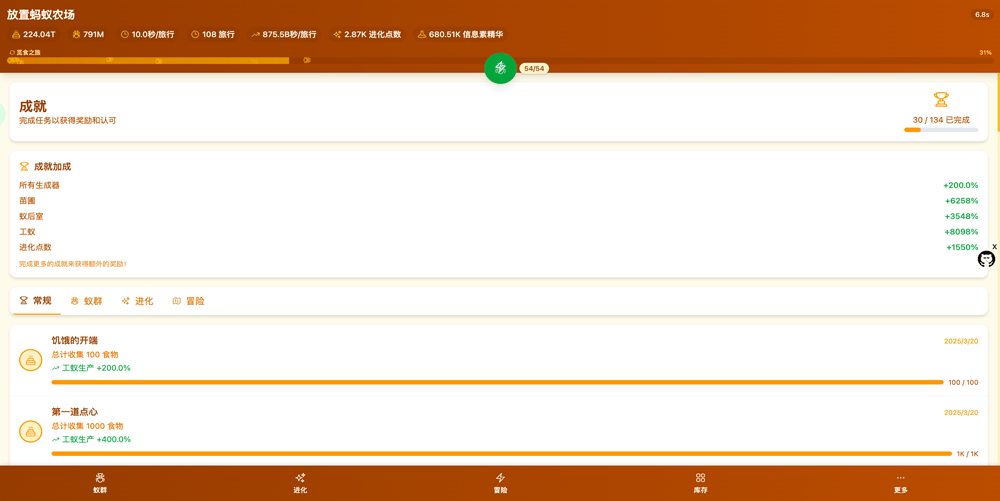 放置蚂蚁农场
6.8s
224.04T 791M 10.0秒/旅行 108 旅行 875.5B/旅行 2.87K 进化点数 680.51K 信息素精华
觅食之旅 31%
54/54
成就
完成任务以获得奖励和认可
30 / 134 已完成
成就加成
所有生成器 +200.0%
苗圃 +6258%
蚁后室 +3548%
工蚁 +8098%
进化点数 +1550%
完成更多的成就来获得额外的奖励!
X
常规 蚁群 进化 冒险
饥饿的开端 2025/3/20
总计收集 100 食物
工蚁生产 +200.0%
100 / 100
第一道点心 2025/3/20
总计收集 1000 食物
工蚁生产 +400.0%
1K / 1K
蚁群 进化 冒险 库存 更多